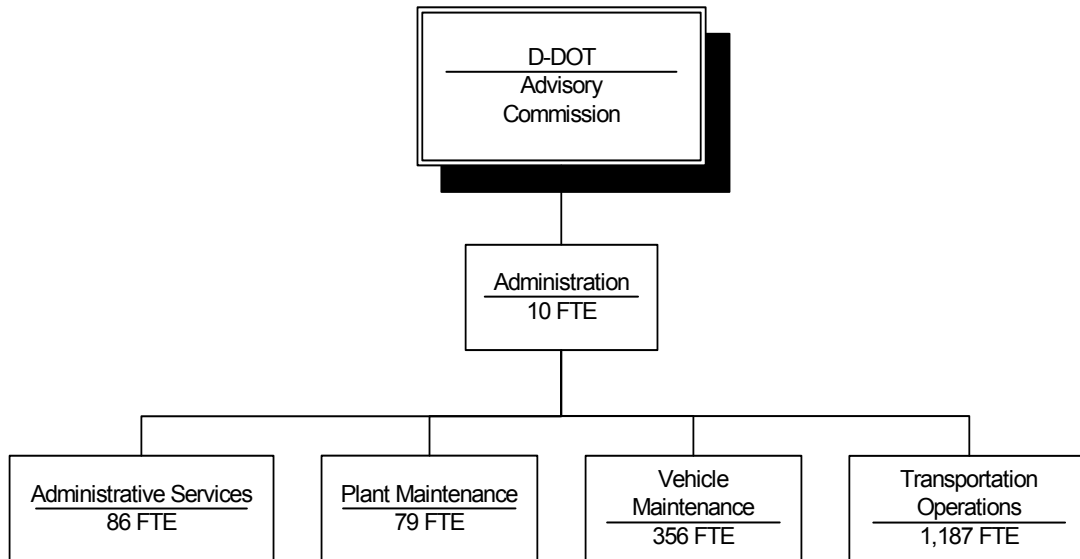 D-DOT
Advisory
Commission
Administration
10 FTE
Administrative Services
86 FTE
Plant Maintenance
79 FTE
Vehicle
Maintenance
356 FTE
Transportation
Operations
1,187 FTE